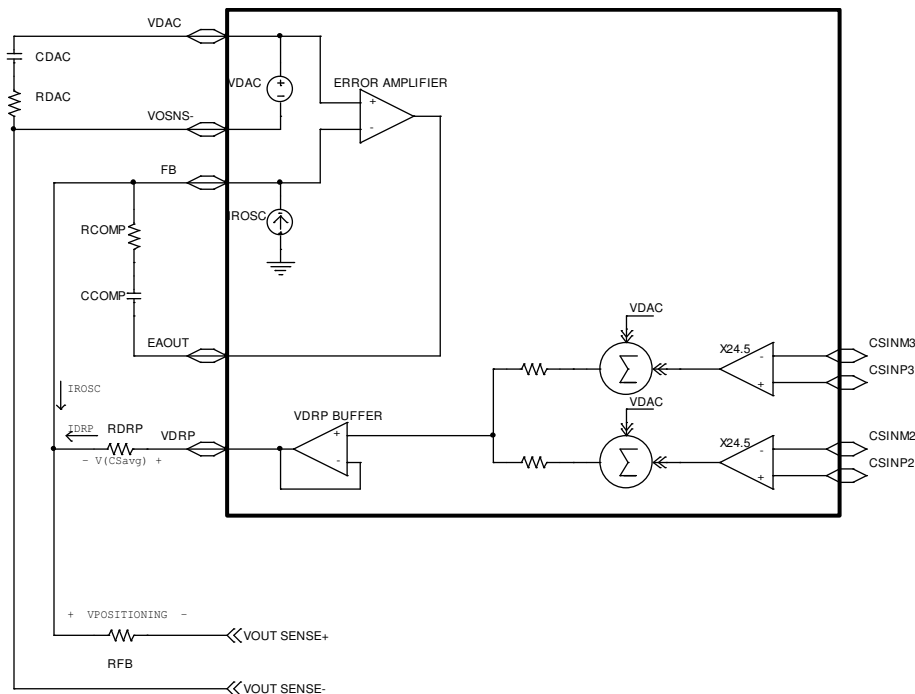 VDAC
CDAC
RDAC
VOSNS-
VDAC
+
-
ERROR AMPLIFIER
+
-
FB
IROSC
RCOMP
CCOMP
EAOUT
VDAC
X24.5
-
+
Σ
CSINM3
CSINP3
IROSC
IDRP
RDRP
VDRP
- V(CSavg) +
VDRP BUFFER
+
-
VDAC
X24.5
-
+
Σ
CSINM2
CSINP2
+ VPOSITIONING -
RFB
VOUT SENSE+
VOUT SENSE-